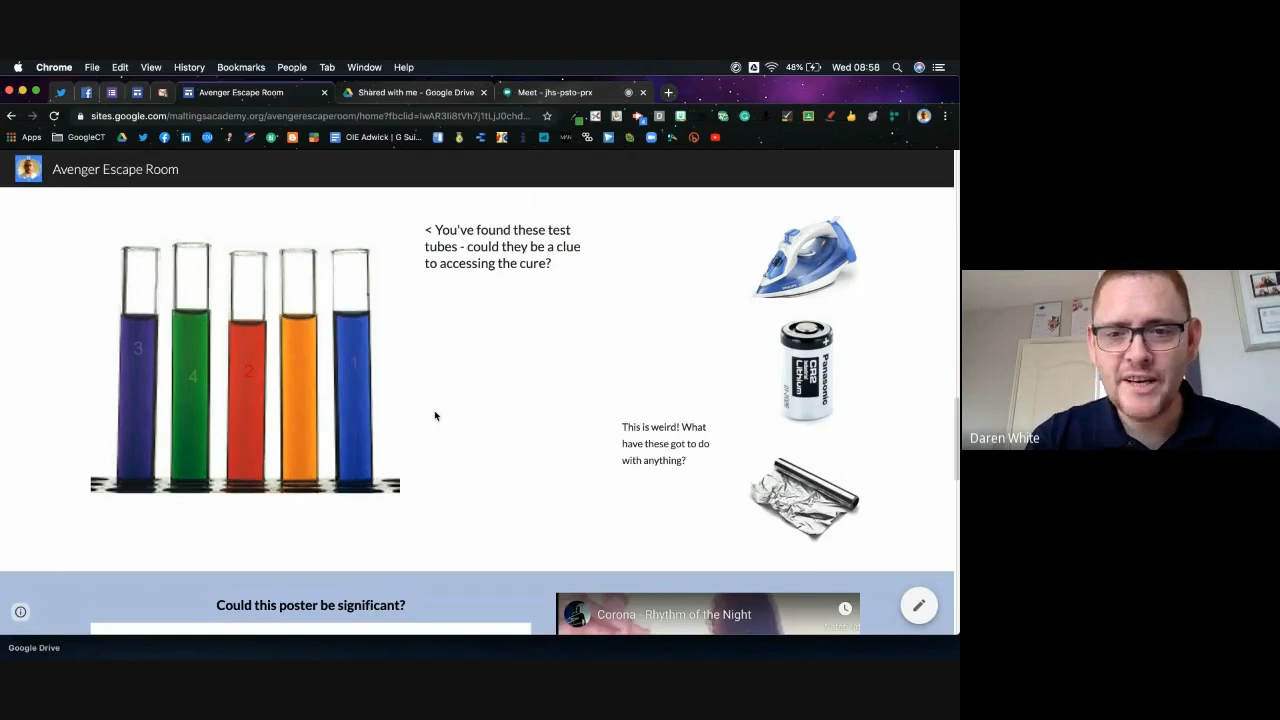 Chrome File Edit View History Bookmarks People Tab Window Help 48% Wed 08:58
Avenger Escape Room Shared with me - Google Drive Meet - jhs-psto-prx
sites.google.com/maltingsacademy.org/avengerescaperoom/home?fbclid=IwAR3Ii8tVh7j1tLjJ0chd...
Apps GoogleCT OIE Adwick | G Sui...
Avenger Escape Room
< You've found these test
tubes - could they be a clue
to accessing the cure?
3
4
2
1
Panasonic
CR2
Lithium
This is weird! What
have these got to do
with anything?
Daren White
Could this poster be significant?
Corona - Rhythm of the Night
Google Drive